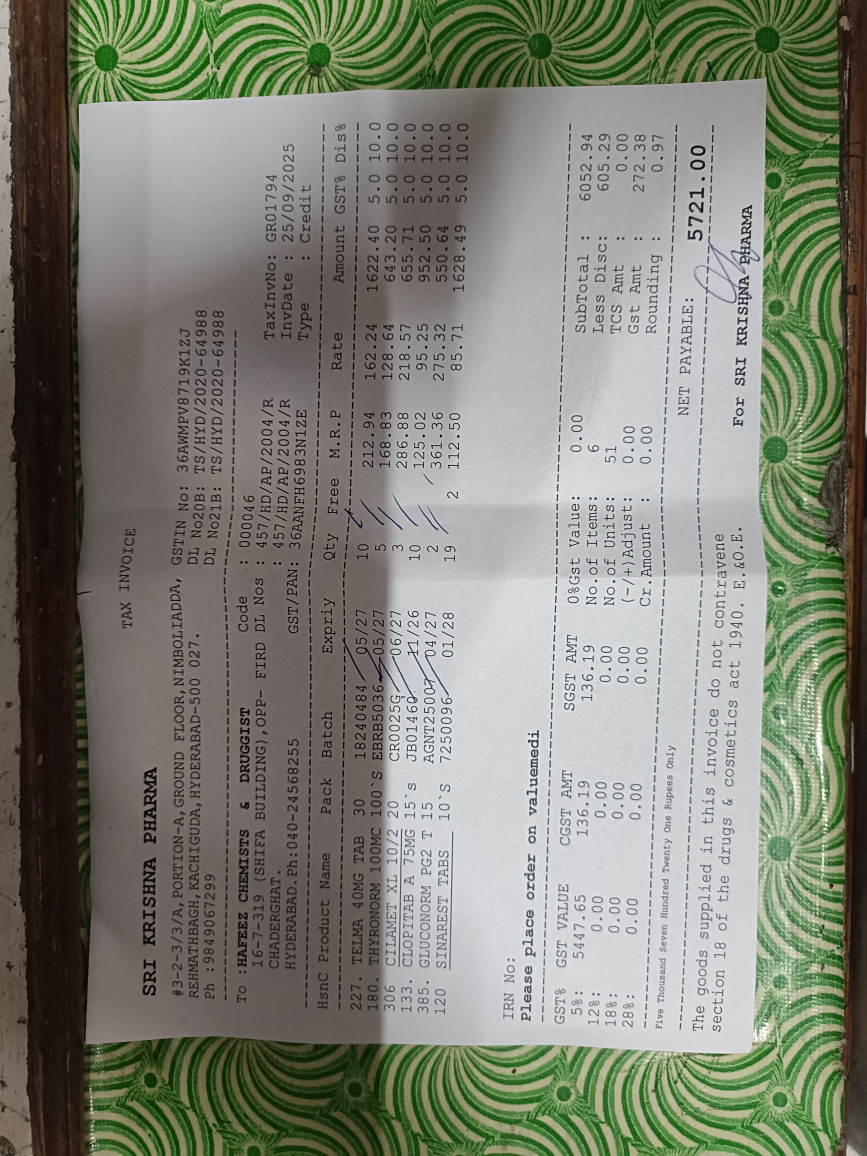 TAX INVOICE
SRI KRISHNA PHARMA
#3-2-3/3/A, PORTION-A, GROUND FLOOR, NIMBOLIADDA, GSTIN No: 36AWMPV8719K1ZJ
REHMATHBAGH, KACHIGUDA, HYDERABAD-500 027. DL No20B: TS/HYD/2020-64988
Ph :9849067299 DL No21B: TS/HYD/2020-64988
To :HAFEEZ CHEMISTS & DRUGGIST Code : 000046
16-7-319 (SHIFA BUILDING),OPP- FIRD DL Nos : 457/HD/AP/2004/R TaxInvNo: GR01794
CHADERGHAT. : 457/HD/AP/2004/R InvDate : 25/09/2025
HYDERABAD.Ph:040-24568255 GST/PAN: 36AANFH6983N1ZE Type : Credit
HsnC Product Name Pack Batch Expriy Qty Free M.R.P Rate Amount GST% Dis%
227. TELMA 40MG TAB 30 18240484 05/27 10 212.94 162.24 1622.40 5.0 10.0
180. THYRONORM 100MC 100`S EBRB5036 05/27 5 168.83 128.64 643.20 5.0 10.0
306 CILAMET XL 10/2 20 CR0025G 06/27 3 286.88 218.57 655.71 5.0 10.0
133. CLOPITAB A 75MG 15's JB01460 11/26 10 125.02 95.25 952.50 5.0 10.0
385. GLUCONORM PG2 T 15 AGNT25007 04/27 2 361.36 275.32 550.64 5.0 10.0
120 SINAREST TABS 10`S 7250096 01/28 19 2 112.50 85.71 1628.49 5.0 10.0
IRN No:
Please place order on valuemedi
GST% GST VALUE CGST AMT SGST AMT 0%Gst Value: 0.00 SubTotal : 6052.94
5%: 5447.65 136.19 136.19 No.of Items: 6 Less Disc: 605.29
12%: 0.00 0.00 0.00 No.of Units: 51 TCS Amt : 0.00
18%: 0.00 0.00 0.00 (-/+)Adjust: 0.00 Gst Amt : 272.38
28%: 0.00 0.00 0.00 Cr.Amount : 0.00 Rounding : 0.97
Five Thousand Seven Hundred Twenty One Rupees Only NET PAYABLE: 5721.00
The goods supplied in this invoice do not contravene
section 18 of the drugs & cosmetics act 1940. E.&O.E. For SRI KRISHNA PHARMA